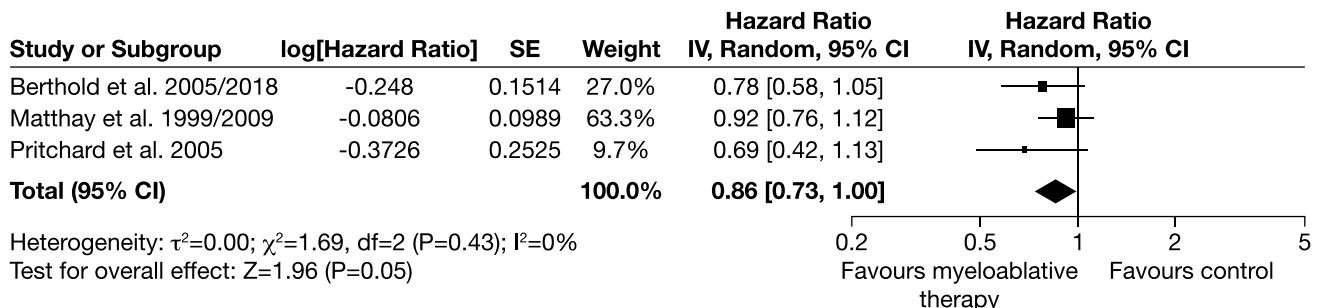 Hazard Ratio Hazard Ratio
Study or Subgroup log[Hazard Ratio] SE Weight IV, Random, 95% CI IV, Random, 95% CI
Berthold et al. 2005/2018 -0.248 0.1514 27.0% 0.78 [0.58, 1.05]
Matthay et al. 1999/2009 -0.0806 0.0989 63.3% 0.92 [0.76, 1.12]
Pritchard et al. 2005 -0.3726 0.2525 9.7% 0.69 [0.42, 1.13]
Total (95% CI) 100.0% 0.86 [0.73, 1.00]
Heterogeneity: τ²=0.00; χ²=1.69, df=2 (P=0.43); I²=0%
Test for overall effect: Z=1.96 (P=0.05)
0.2 0.5 1 2 5
Favours myeloablative Favours control
therapy